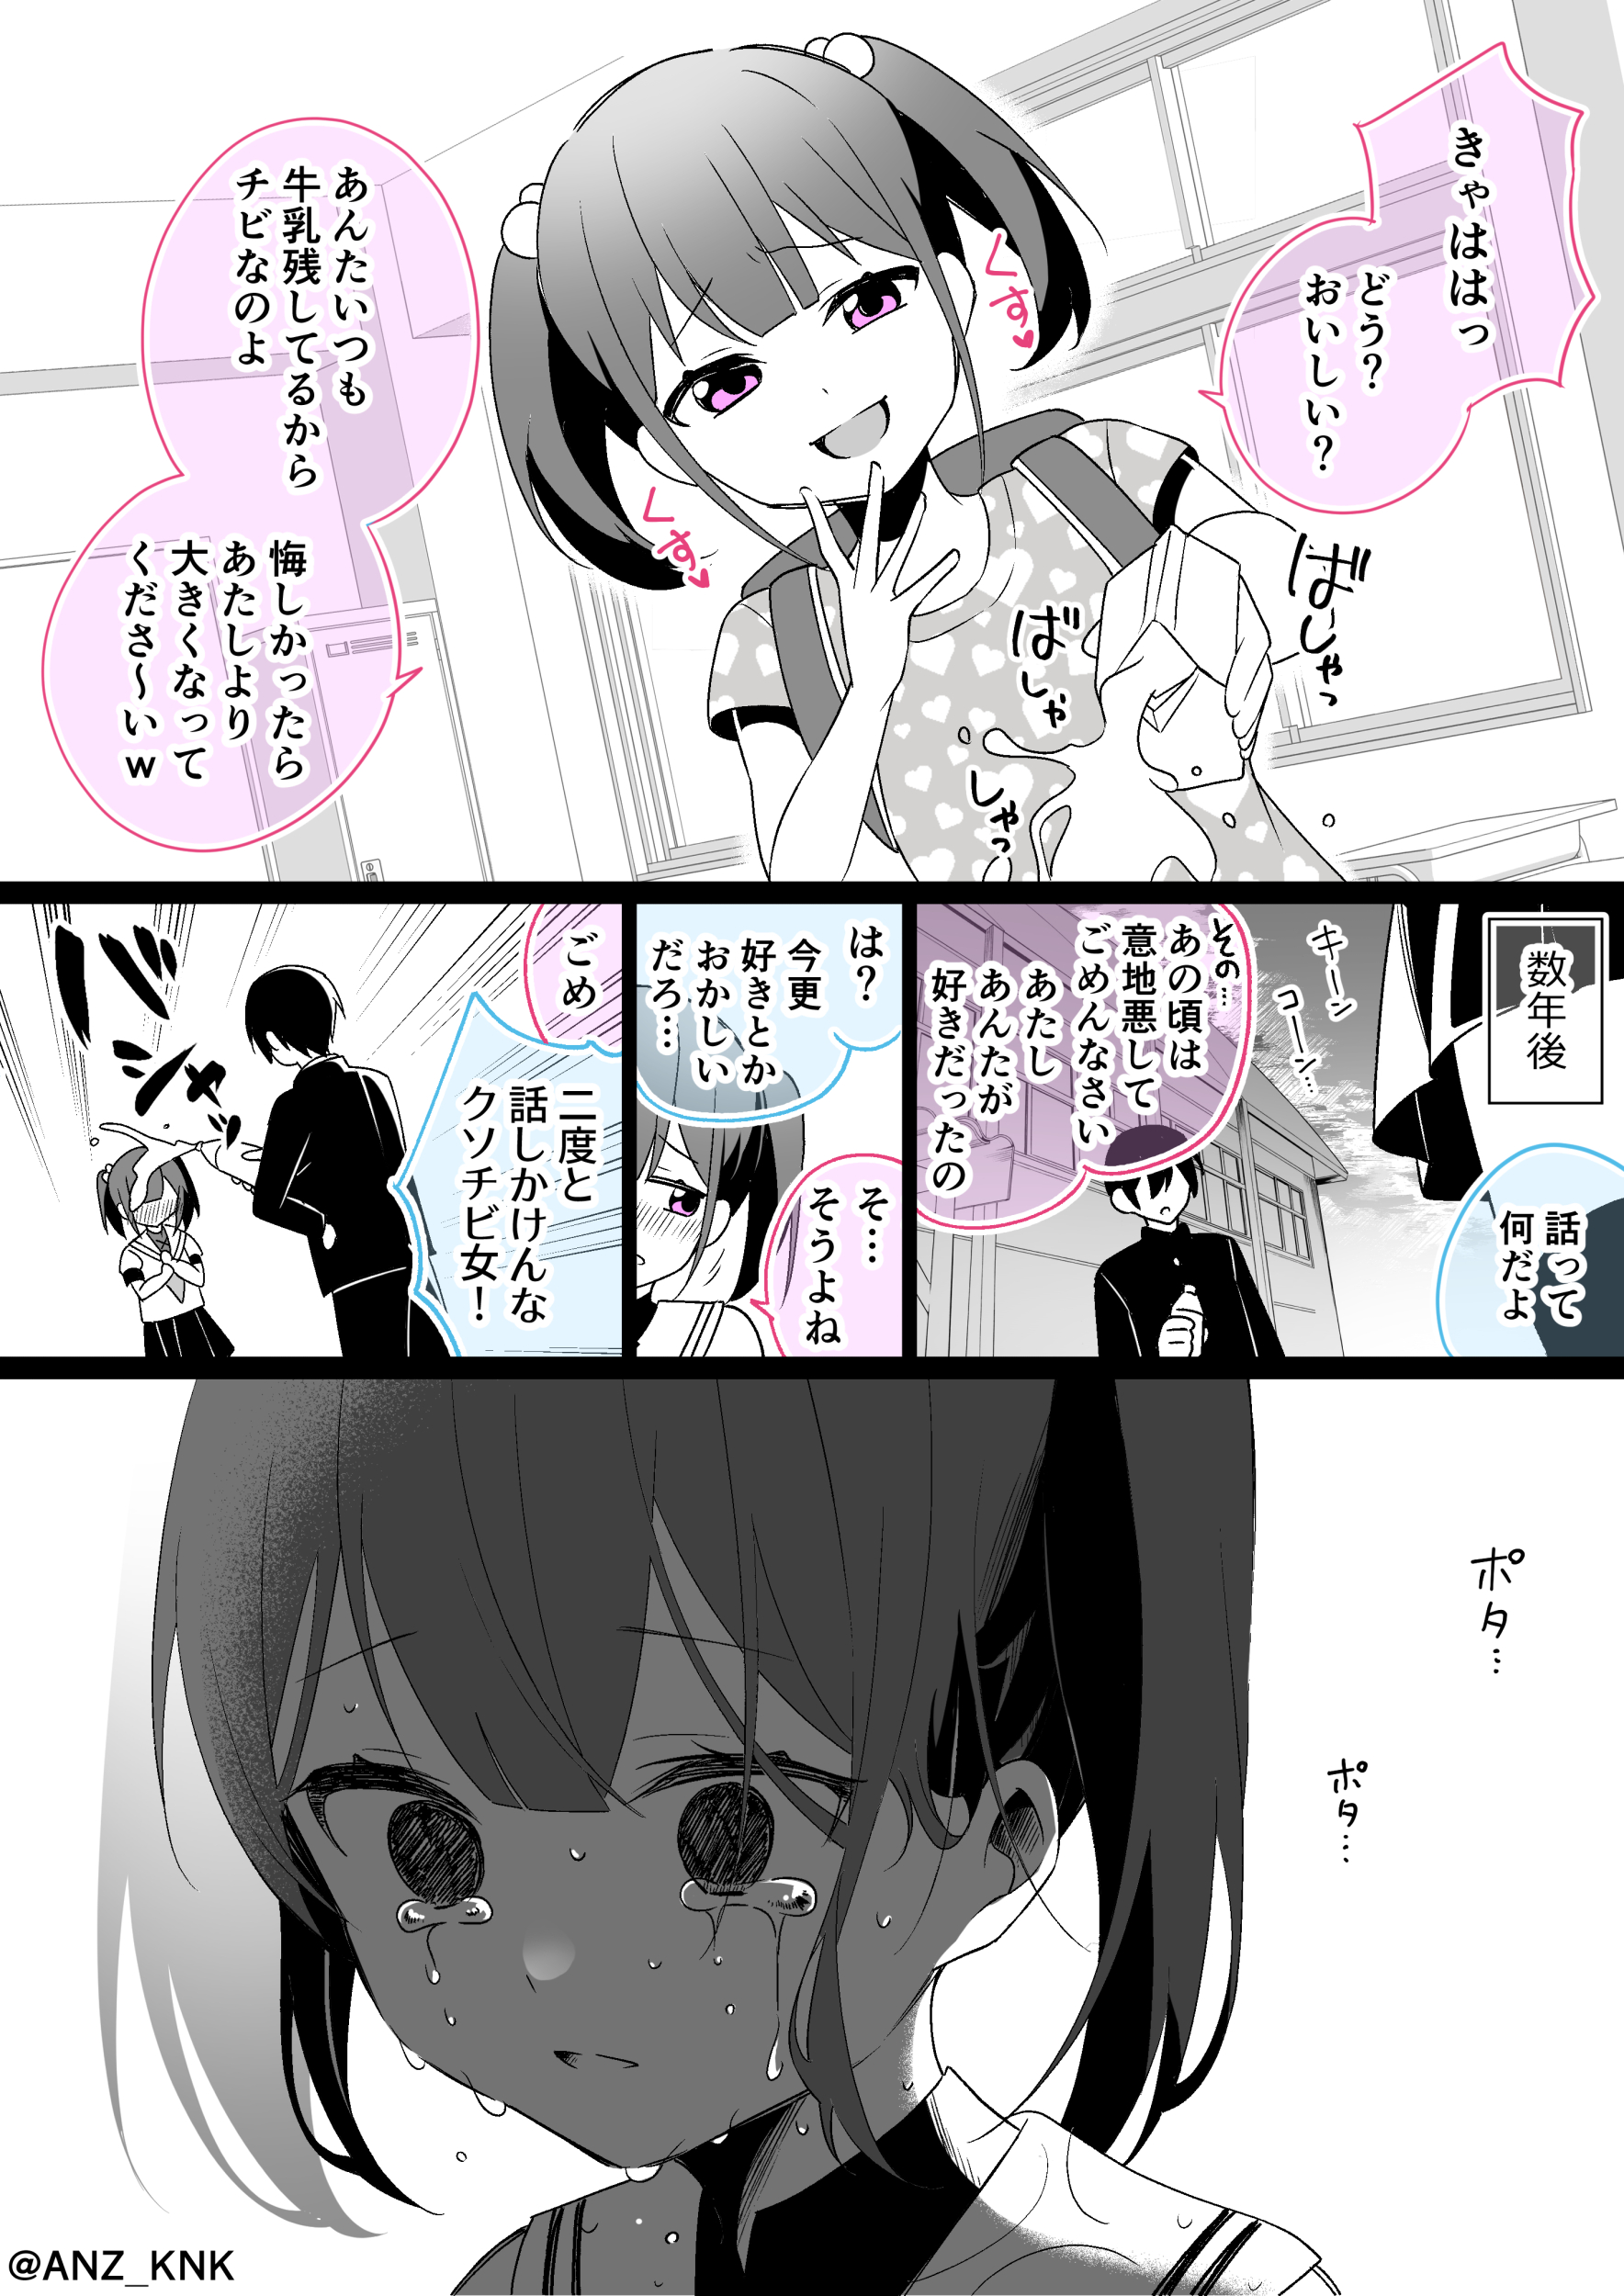 きゃははっ
どう？
おいしい？
くす♥
くす♥
ばしゃっ
ばしゃ
しゃっ
あんたいつも
牛乳残してるから
チビなのよ
悔しかったら
あたしより
大きくなって
くださ〜いw
数年後
話って
何だよ
キーン
コーン…
その…
あの頃は
意地悪して
ごめんなさい
あたし
あんたが
好きだったの
は？
今更
好きとか
おかしい
だろ…
そ…
そうよね
ごめ
二度と
話しかけんな
クソチビ女！
バシャッ
ポタ…
ポタ…
@ANZ_KNK